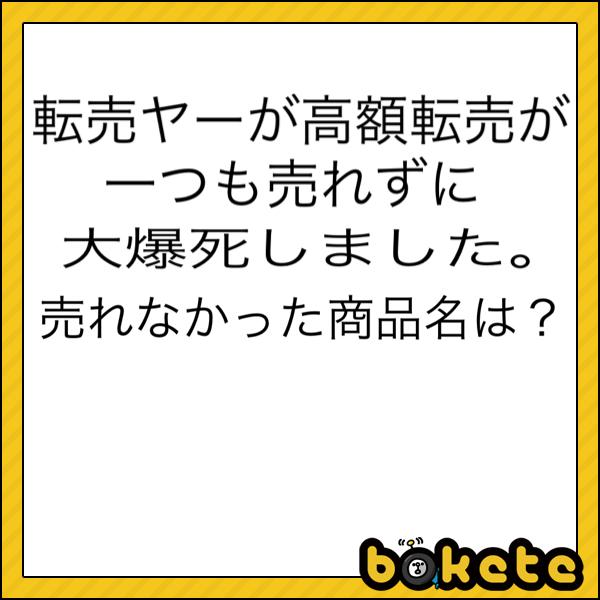 転売ヤーが高額転売が
一つも売れずに
大爆死しました。
売れなかった商品名は？
bokete